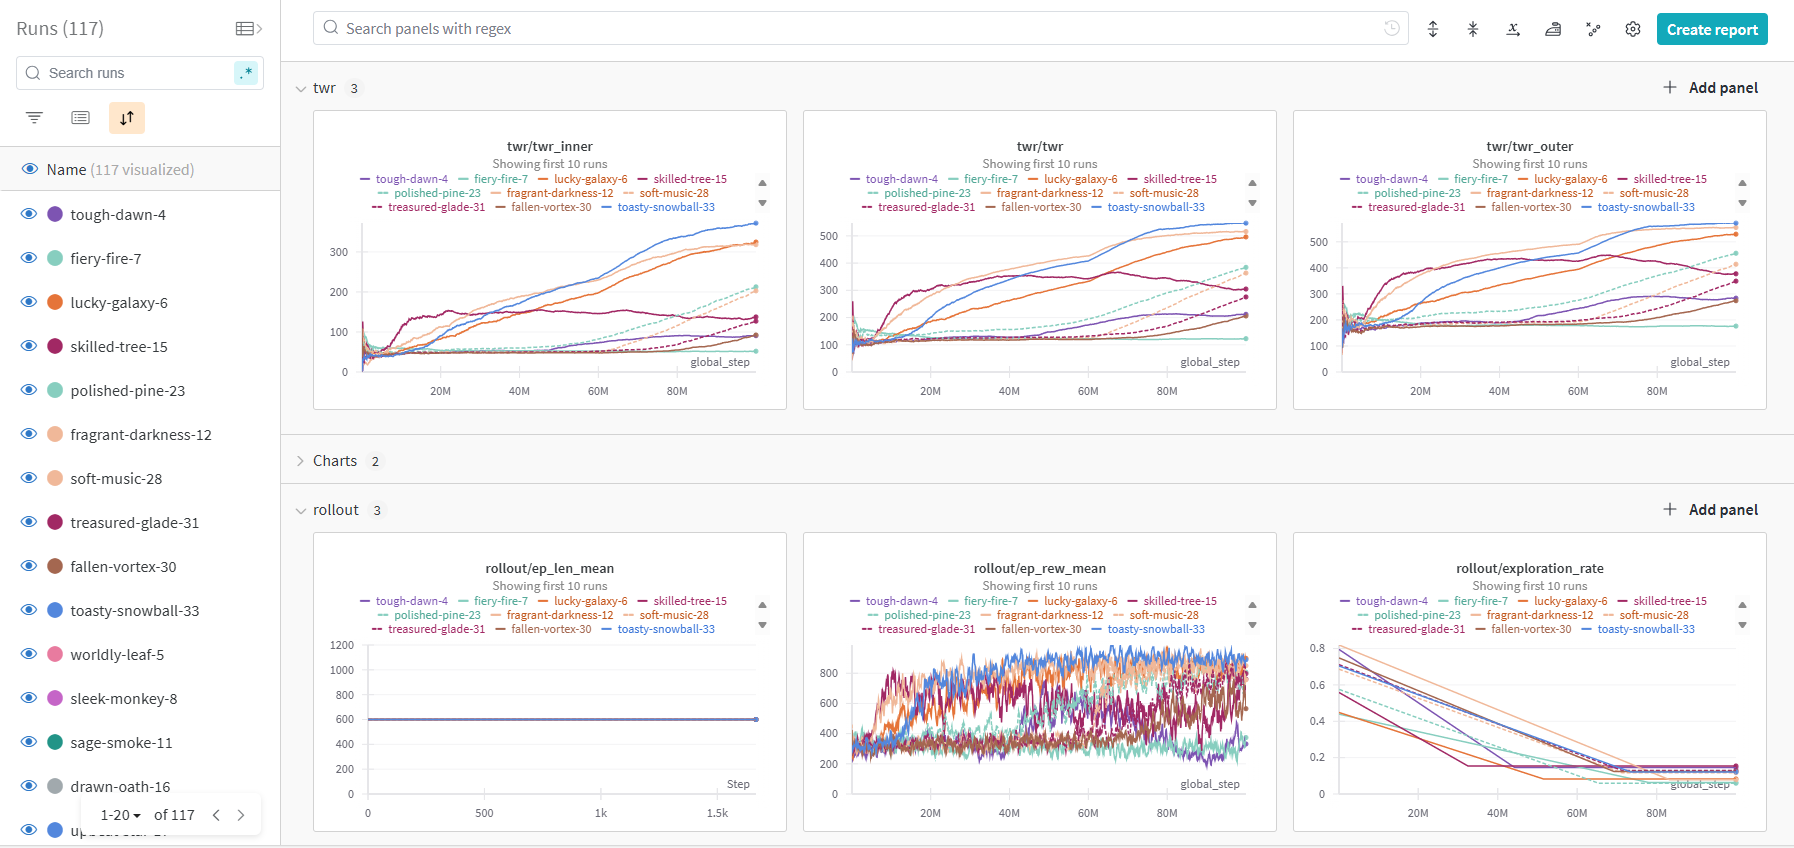 Runs (117)
Search runs
.*
Name (117 visualized)
tough-dawn-4
fiery-fire-7
lucky-galaxy-6
skilled-tree-15
polished-pine-23
fragrant-darkness-12
soft-music-28
treasured-glade-31
fallen-vortex-30
toasty-snowball-33
worldly-leaf-5
sleek-monkey-8
sage-smoke-11
drawn-oath-16
1-20 of 117
Search panels with regex
Create report
twr 3
Add panel
twr/twr_inner
Showing first 10 runs
tough-dawn-4 fiery-fire-7 lucky-galaxy-6 skilled-tree-15
polished-pine-23 fragrant-darkness-12 soft-music-28
treasured-glade-31 fallen-vortex-30 toasty-snowball-33
300
200
100
0
global_step
20M 40M 60M 80M
twr/twr
Showing first 10 runs
tough-dawn-4 fiery-fire-7 lucky-galaxy-6 skilled-tree-15
polished-pine-23 fragrant-darkness-12 soft-music-28
treasured-glade-31 fallen-vortex-30 toasty-snowball-33
500
400
300
200
100
0
global_step
20M 40M 60M 80M
twr/twr_outer
Showing first 10 runs
tough-dawn-4 fiery-fire-7 lucky-galaxy-6 skilled-tree-15
polished-pine-23 fragrant-darkness-12 soft-music-28
treasured-glade-31 fallen-vortex-30 toasty-snowball-33
500
400
300
200
100
0
global_step
20M 40M 60M 80M
Charts 2
rollout 3
Add panel
rollout/ep_len_mean
Showing first 10 runs
tough-dawn-4 fiery-fire-7 lucky-galaxy-6 skilled-tree-15
polished-pine-23 fragrant-darkness-12 soft-music-28
treasured-glade-31 fallen-vortex-30 toasty-snowball-33
1200
1000
800
600
400
200
0
Step
0 500 1k 1.5k
rollout/ep_rew_mean
Showing first 10 runs
tough-dawn-4 fiery-fire-7 lucky-galaxy-6 skilled-tree-15
polished-pine-23 fragrant-darkness-12 soft-music-28
treasured-glade-31 fallen-vortex-30 toasty-snowball-33
800
600
400
200
0
global_step
20M 40M 60M 80M
rollout/exploration_rate
Showing first 10 runs
tough-dawn-4 fiery-fire-7 lucky-galaxy-6 skilled-tree-15
polished-pine-23 fragrant-darkness-12 soft-music-28
treasured-glade-31 fallen-vortex-30 toasty-snowball-33
0.8
0.6
0.4
0.2
0
global_step
20M 40M 60M 80M